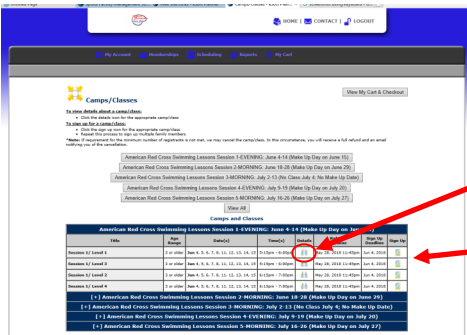 HOME | CONTACT | LOGOUT
My Account Memberships Scheduling Reports My Cart
View My Cart & Checkout
Camps/Classes
To view details about a camp/class:
• Click the details icon for the appropriate camp/class
To sign up for a camp/class:
• Click the sign up icon for the appropriate camp/class
• Repeat this process to sign up multiple family members
*Note: If requirement for the minimum number of registrants is not met, we may cancel the camp/class. In this circumstance, you will receive a full refund and an email
notifying you of the cancellation.
American Red Cross Swimming Lessons Session 1-EVENING: June 4-14 (Make Up Day on June 15)
American Red Cross Swimming Lessons Session 2-MORNING: June 18-28 (Make Up Day on June 29)
American Red Cross Swimming Lessons Session 3-MORNING: July 2-13 (No Class July 4; No Make Up Date)
American Red Cross Swimming Lessons Session 4-EVENING: July 9-19 (Make Up Day on July 20)
American Red Cross Swimming Lessons Session 5-MORNING: July 16-26 (Make Up Day on July 27)
View All
Camps and Classes
American Red Cross Swimming Lessons Session 1-EVENING: June 4-14 (Make Up Day on June 15)
Title Age Range Date(s) Time(s) Details Sign Up Deadline Sign Up
Session 1/ Level 1 3 or older Jun 4, 5, 6, 7, 8, 11, 12, 13, 14, 15 5:15pm - 6:00pm May 28, 2018 11:45pm Jun 4, 2018
Session 1/ Level 3 3 or older Jun 4, 5, 6, 7, 8, 11, 12, 13, 14, 15 5:15pm - 6:00pm May 28, 2018 11:45pm Jun 4, 2018
Session 1/ Level 2 3 or older Jun 4, 5, 6, 7, 8, 11, 12, 13, 14, 15 6:15pm - 7:00pm May 28, 2018 11:45pm Jun 4, 2018
Session 1/ Level 4 3 or older Jun 4, 5, 6, 7, 8, 11, 12, 13, 14, 15 6:15pm - 7:00pm May 28, 2018 11:45pm Jun 4, 2018
[+] American Red Cross Swimming Lessons Session 2-MORNING: June 18-28 (Make Up Day on June 29)
[+] American Red Cross Swimming Lessons Session 3-MORNING: July 2-13 (No Class July 4; No Make Up Date)
[+] American Red Cross Swimming Lessons Session 4-EVENING: July 9-19 (Make Up Day on July 20)
[+] American Red Cross Swimming Lessons Session 5-MORNING: July 16-26 (Make Up Day on July 27)